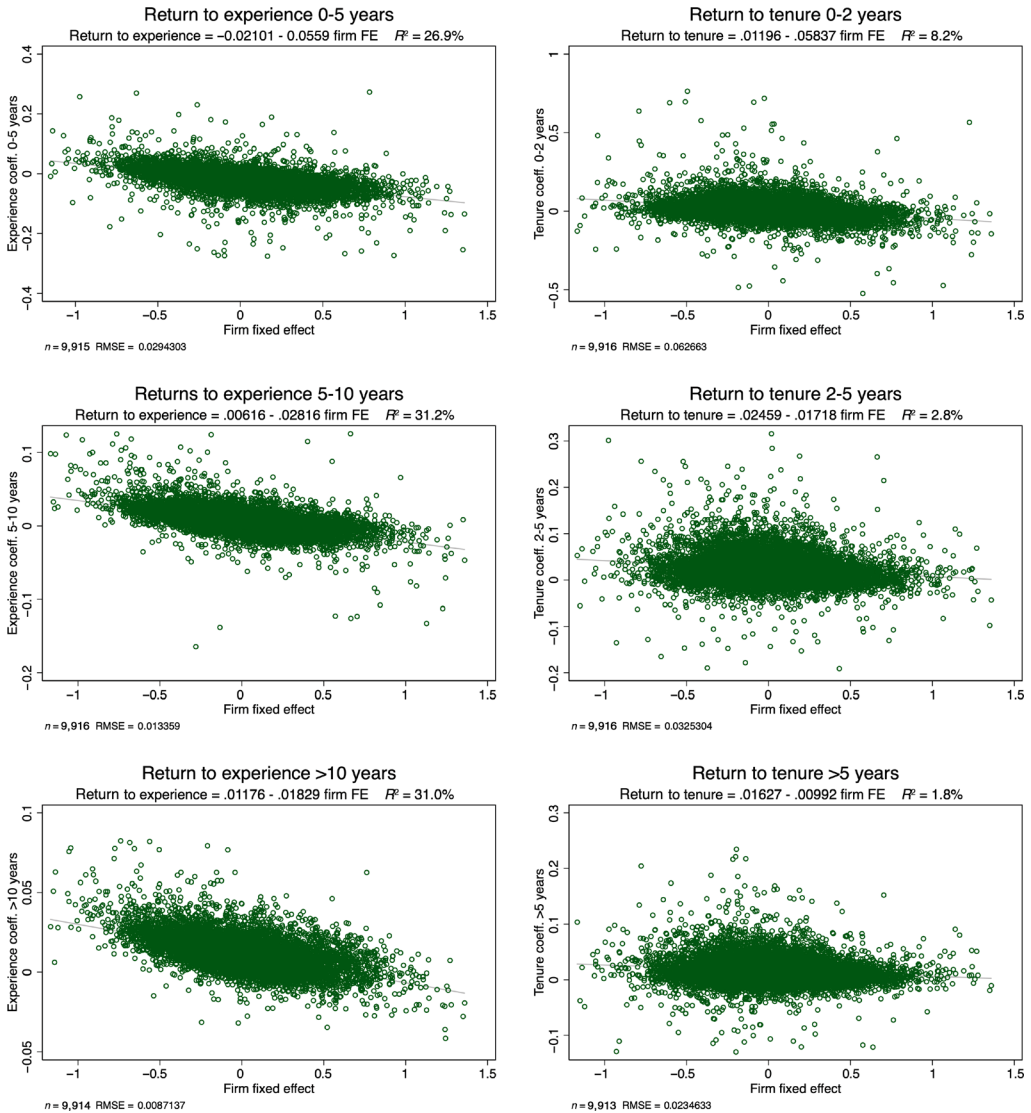 Return to experience 0-5 years
Return to experience = −0.02101 - 0.0559 firm FE R² = 26.9%
0.4
0.2
0
−0.2
−0.4
Experience coeff. 0-5 years
−1 −0.5 0 0.5 1 1.5
Firm fixed effect
n = 9,915 RMSE = 0.0294303
Return to tenure 0-2 years
Return to tenure = .01196 - .05837 firm FE R² = 8.2%
1
0.5
0
−0.5
Tenure coeff. 0-2 years
−1 −0.5 0 0.5 1 1.5
Firm fixed effect
n = 9,916 RMSE = 0.062663
Returns to experience 5-10 years
Return to experience = .00616 - .02816 firm FE R² = 31.2%
0.1
0
−0.1
−0.2
Experience coeff. 5-10 years
−1 −0.5 0 0.5 1 1.5
Firm fixed effect
n = 9,916 RMSE = 0.013359
Return to tenure 2-5 years
Return to tenure = .02459 - .01718 firm FE R² = 2.8%
0.3
0.2
0.1
0
−0.1
−0.2
Tenure coeff. 2-5 years
−1 −0.5 0 0.5 1 1.5
Firm fixed effect
n = 9,916 RMSE = 0.0325304
Return to experience >10 years
Return to experience = .01176 - .01829 firm FE R² = 31.0%
0.1
0.05
0
−0.05
Experience coeff. >10 years
−1 −0.5 0 0.5 1 1.5
Firm fixed effect
n = 9,914 RMSE = 0.0087137
Return to tenure >5 years
Return to tenure = .01627 - .00992 firm FE R² = 1.8%
0.3
0.2
0.1
0
−0.1
Tenure coeff. >5 years
−1 −0.5 0 0.5 1 1.5
Firm fixed effect
n = 9,913 RMSE = 0.0234633